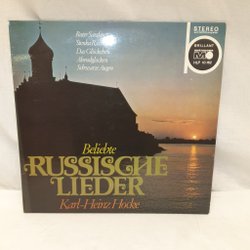 Roter Sarafan
Stenka Rasin
Das Glöckchen
Abendglocken
Schwarze Augen
STEREO
BRILLANT
Beliebte
RUSSISCHE
LIEDER
Karl-Heinz Hocke